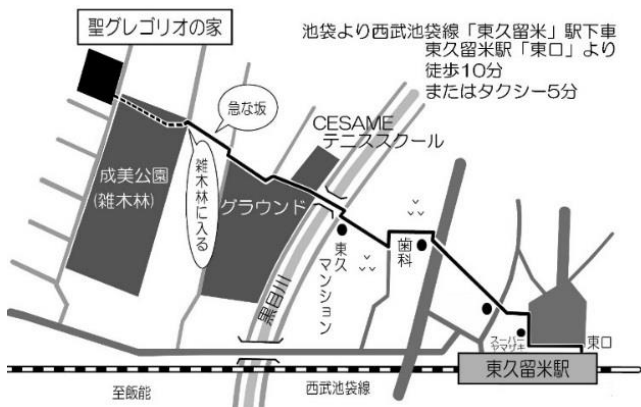 聖グレゴリオの家
池袋より西武池袋線「東久留米」駅下車
東久留米駅「東口」より
徒歩10分
またはタクシー5分
急な坂
CESAME
テニススクール
成美公園
(雑木林)
雑木林に入る
グラウンド
東久
マンション
歯科
黒目川
スーパー
ヤマザキ
東口
東久留米駅
至飯能
西武池袋線